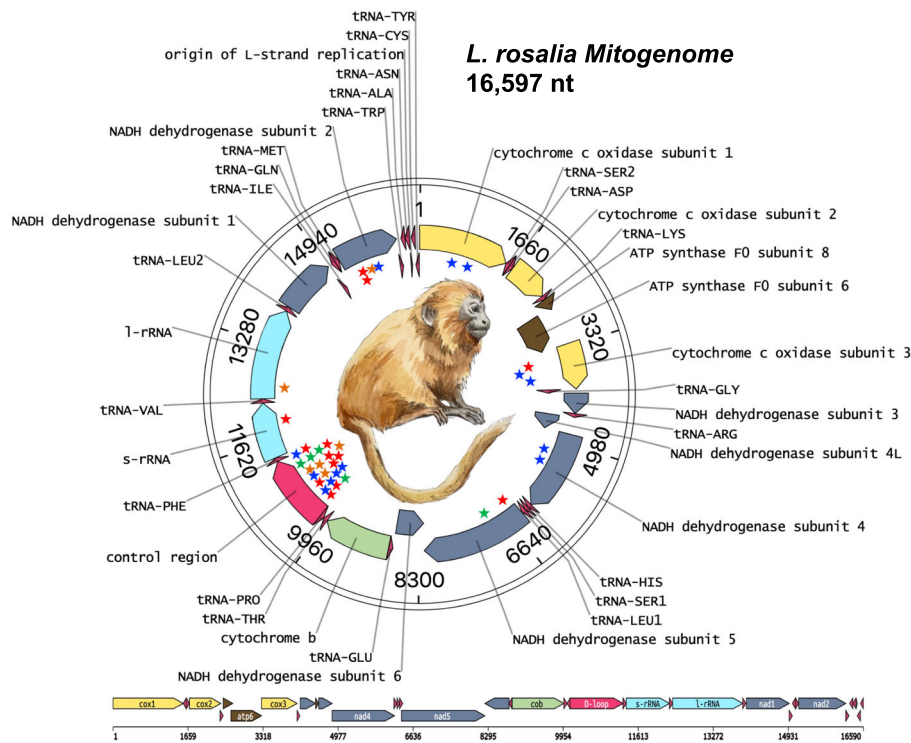 tRNA-TYR
tRNA-CYS
origin of L-strand replication
tRNA-ASN
tRNA-ALA
tRNA-TRP
NADH dehydrogenase subunit 2
tRNA-MET
tRNA-GLN
tRNA-ILE
NADH dehydrogenase subunit 1
tRNA-LEU2
l-rRNA
tRNA-VAL
s-rRNA
tRNA-PHE
control region
tRNA-PRO
tRNA-THR
cytochrome b
tRNA-GLU
NADH dehydrogenase subunit 6
L. rosalia Mitogenome
16,597 nt
cytochrome c oxidase subunit 1
tRNA-SER2
tRNA-ASP
cytochrome c oxidase subunit 2
tRNA-LYS
ATP synthase F0 subunit 8
ATP synthase F0 subunit 6
cytochrome c oxidase subunit 3
tRNA-GLY
NADH dehydrogenase subunit 3
tRNA-ARG
NADH dehydrogenase subunit 4L
NADH dehydrogenase subunit 4
tRNA-HIS
tRNA-SER1
tRNA-LEU1
NADH dehydrogenase subunit 5
1
1660
3320
4980
6640
8300
9960
11620
13280
14940
cox1 cox2 cox3 cob D-loop s-rRNA l-rRNA nad1 nad2
atp6 nad4 nad5
1 1659 3318 4977 6636 8295 9954 11613 13272 14931 16590